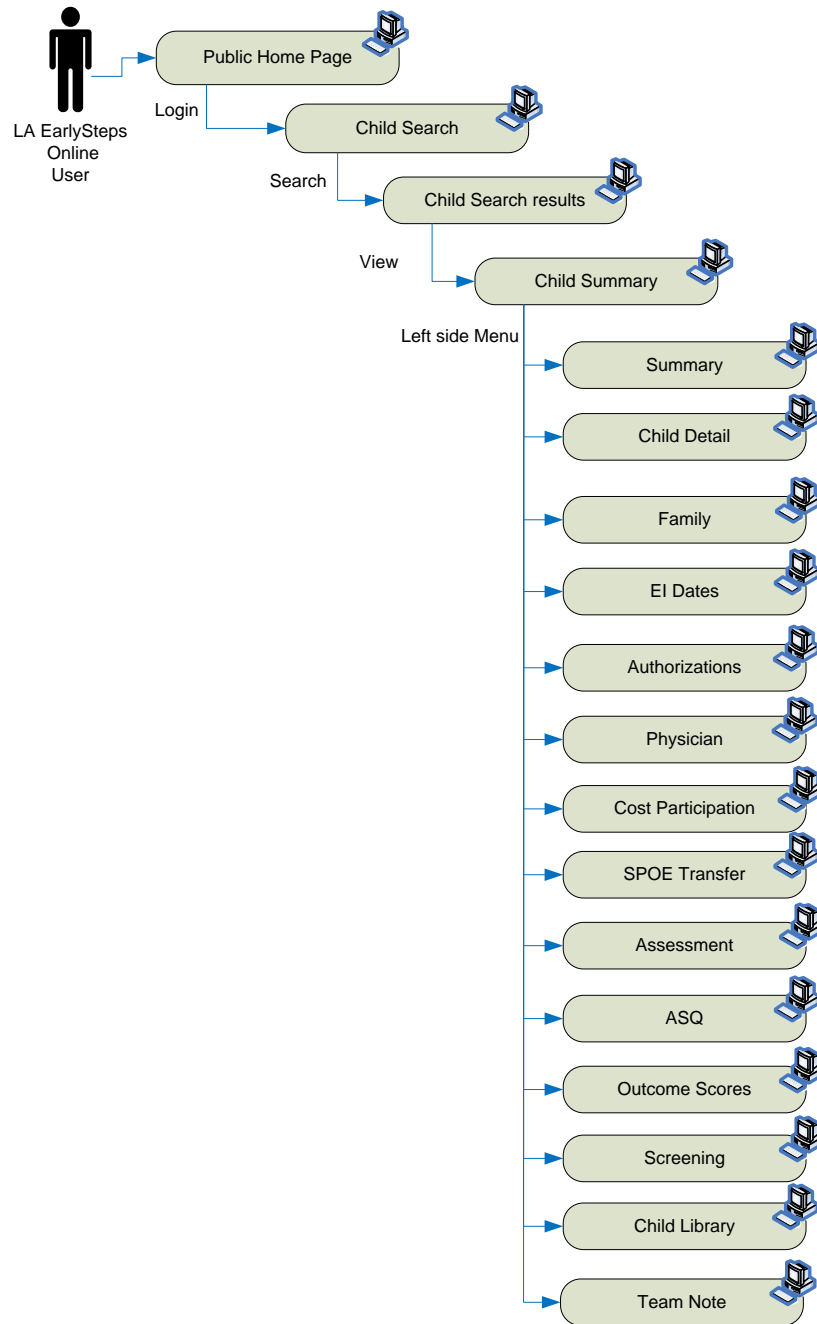 Public Home Page
LA EarlySteps
Online
User
Login
Child Search
Search
Child Search results
View
Child Summary
Left side Menu
Summary
Child Detail
Family
EI Dates
Authorizations
Physician
Cost Participation
SPOE Transfer
Assessment
ASQ
Outcome Scores
Screening
Child Library
Team Note